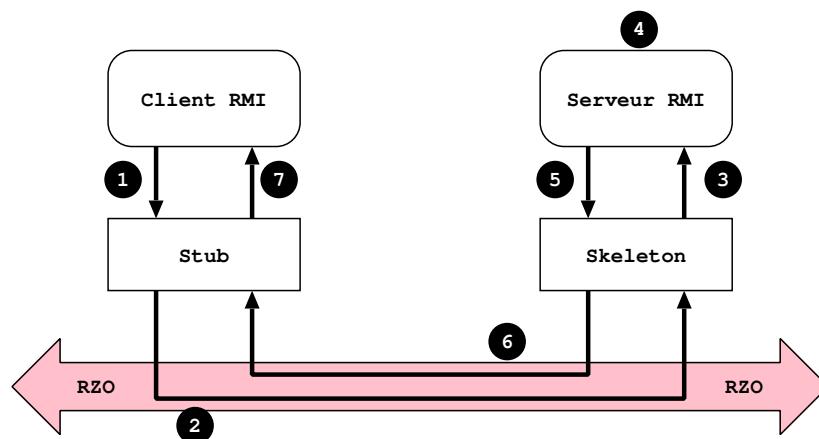 4
Client RMI
Serveur RMI
1
7
5
3
Stub
Skeleton
6
RZO
RZO
2